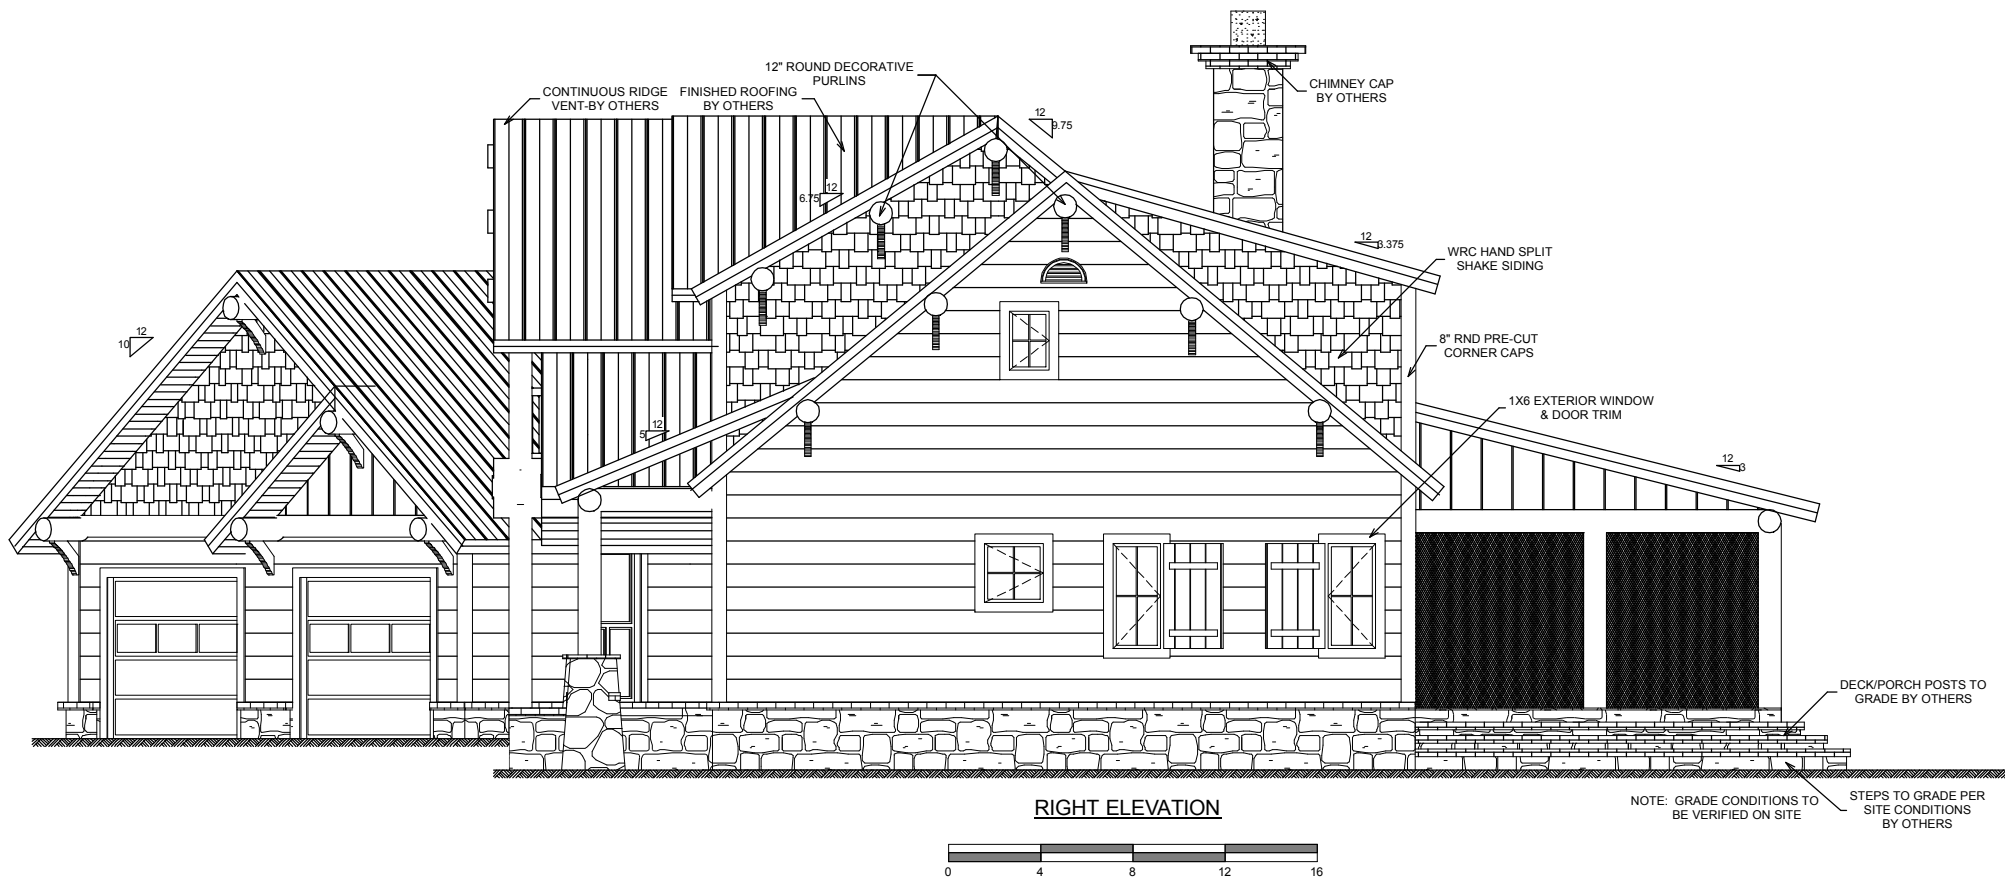 12" ROUND DECORATIVE
PURLINS
CONTINUOUS RIDGE
VENT-BY OTHERS
FINISHED ROOFING
BY OTHERS
CHIMNEY CAP
BY OTHERS
12
9.75
12
6.75
12
3.375
WRC HAND SPLIT
SHAKE SIDING
12
10
8" RND PRE-CUT
CORNER CAPS
1X6 EXTERIOR WINDOW
& DOOR TRIM
12
5
12
3
DECK/PORCH POSTS TO
GRADE BY OTHERS
NOTE: GRADE CONDITIONS TO
BE VERIFIED ON SITE
STEPS TO GRADE PER
SITE CONDITIONS
BY OTHERS
RIGHT ELEVATION
0 4 8 12 16